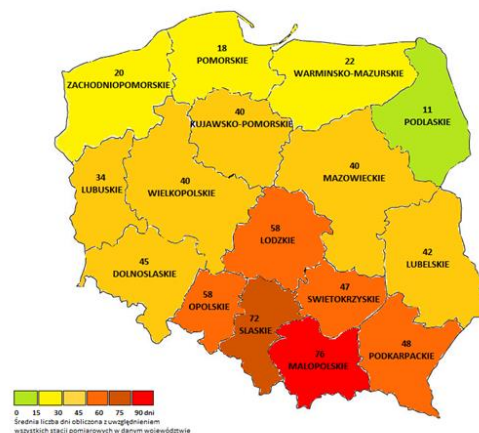 18
POMORSKIE
22
WARMINSKO-MAZURSKIE
20
ZACHODNIOPOMORSKIE
11
PODLASKIE
40
KUJAWSKO-POMORSKIE
40
MAZOWIECKIE
34
LUBUSKIE
40
WIELKOPOLSKIE
58
LODZKIE
42
LUBELSKIE
45
DOLNOSLASKIE
58
OPOLSKIE
47
SWIETOKRZYSKIE
72
SLASKIE
76
MALOPOLSKIE
48
PODKARPACKIE
0 15 30 45 60 75 90 dni
Średnia liczba dni obliczona z uwzględnieniem
wszystkich stacji pomiarowych w danym województwie